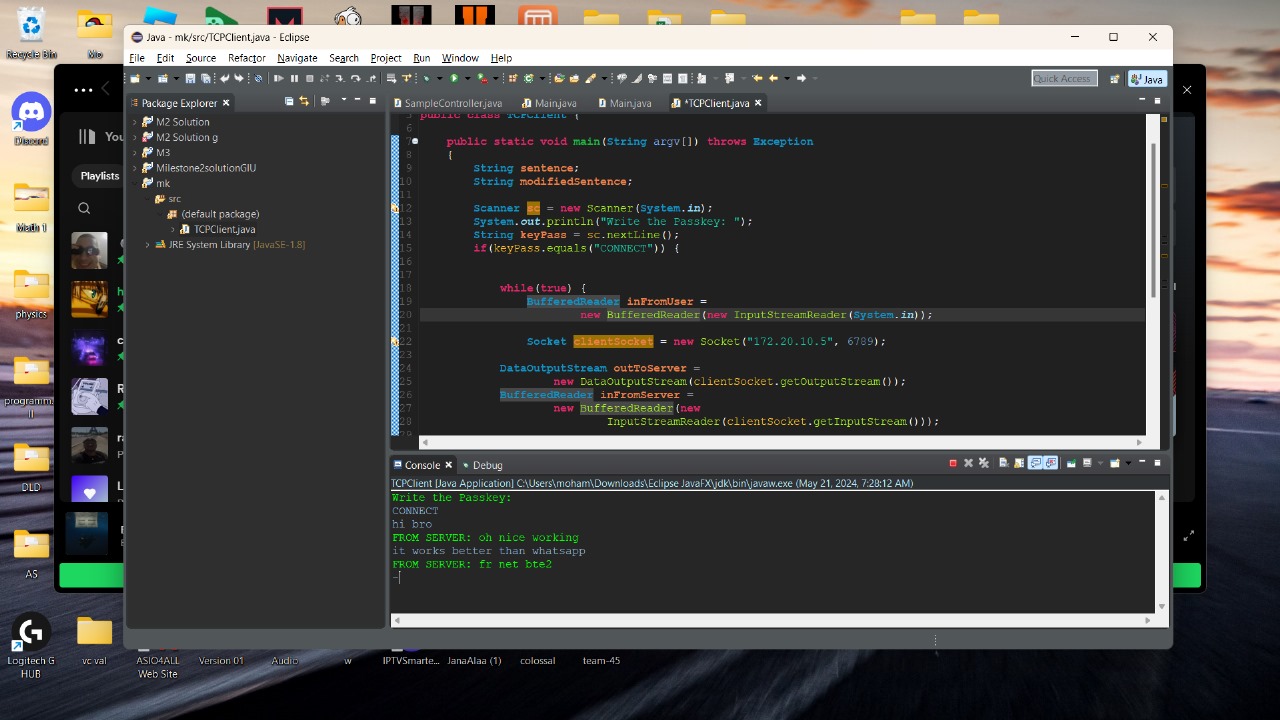 Java - mk/src/TCPClient.java - Eclipse
File Edit Source Refactor Navigate Search Project Run Window Help
Quick Access
Java
Package Explorer
M2 Solution
M2 Solution g
M3
Milestone2solutionGIU
mk
src
(default package)
TCPClient.java
JRE System Library [JavaSE-1.8]
SampleController.java Main.java Main.java *TCPClient.java
5 public class TCPClient {
6
7 public static void main(String argv[]) throws Exception
8 {
9 String sentence;
10 String modifiedSentence;
11
12 Scanner sc = new Scanner(System.in);
13 System.out.println("Write the Passkey: ");
14 String keyPass = sc.nextLine();
15 if(keyPass.equals("CONNECT")) {
16
17
18 while(true) {
19 BufferedReader inFromUser =
20 new BufferedReader(new InputStreamReader(System.in));
21
22 Socket clientSocket = new Socket("172.20.10.5", 6789);
23
24 DataOutputStream outToServer =
25 new DataOutputStream(clientSocket.getOutputStream());
26 BufferedReader inFromServer =
27 new BufferedReader(new
28 InputStreamReader(clientSocket.getInputStream()));
29
Console Debug
TCPClient [Java Application] C:\Users\moham\Downloads\Eclipse JavaFX\jdk\bin\javaw.exe (May 21, 2024, 7:28:12 AM)
Write the Passkey:
CONNECT
hi bro
FROM SERVER: oh nice working
it works better than whatsapp
FROM SERVER: fr net bte2
-
Recycle Bin
Mo
Discord
Math 1
physics
programm...
II
DLD
AS
Logitech G
HUB
vc val
ASIO4ALL
Web Site
Version 01
Audio
w
IPTVSmarte...
JanaAlaa (1)
colossal
team-45
You
Playlists